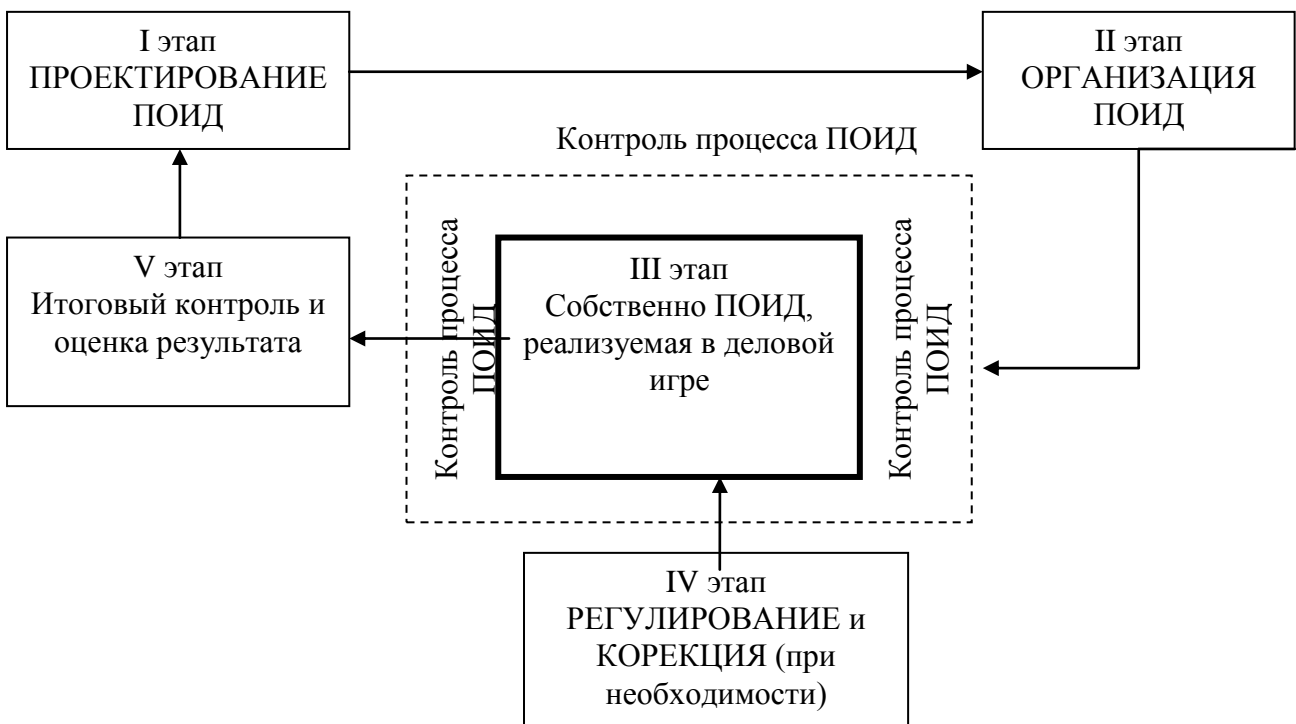 I этап
ПРОЕКТИРОВАНИЕ
ПОИД
II этап
ОРГАНИЗАЦИЯ
ПОИД
Контроль процесса ПОИД
Контроль процесса
ПОИД
III этап
Собственно ПОИД,
реализуемая в деловой
игре
Контроль процесса
ПОИД
V этап
Итоговый контроль и
оценка результата
IV этап
РЕГУЛИРОВАНИЕ и
КОРЕКЦИЯ (при
необходимости)